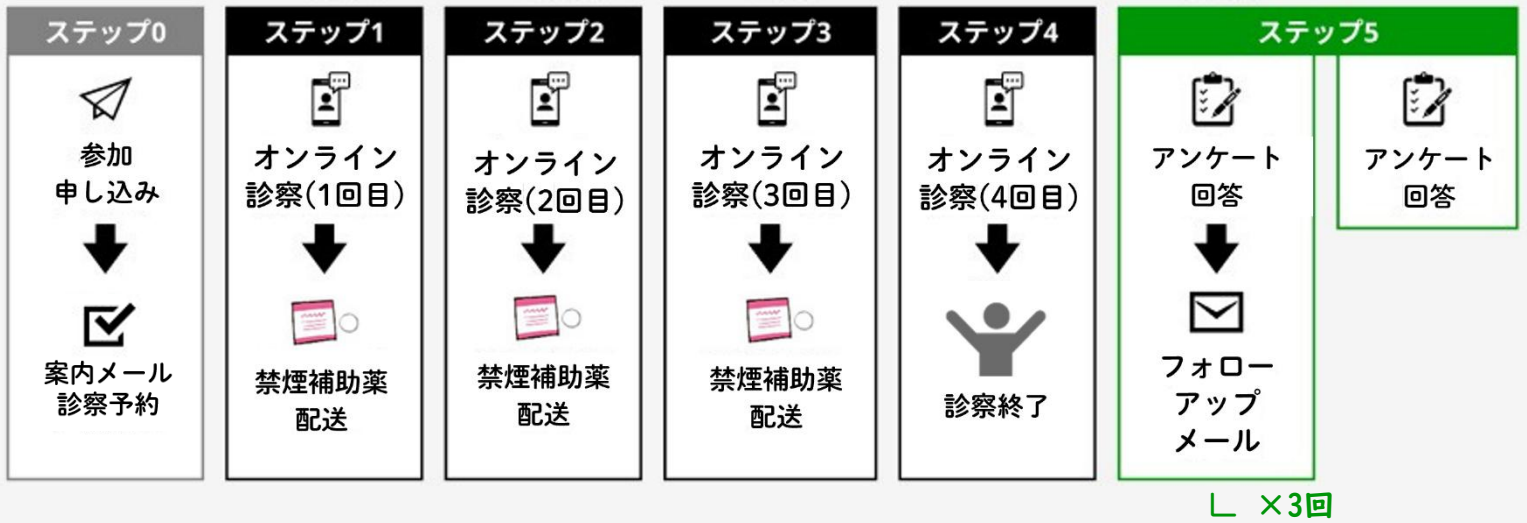 ステップ0
参加
申し込み
案内メール
診察予約
ステップ1
オンライン
診察(1回目)
禁煙補助薬
配送
ステップ2
オンライン
診察(2回目)
禁煙補助薬
配送
ステップ3
オンライン
診察(3回目)
禁煙補助薬
配送
ステップ4
オンライン
診察(4回目)
診察終了
ステップ5
アンケート
回答
フォロー
アップ
メール
×3回
アンケート
回答